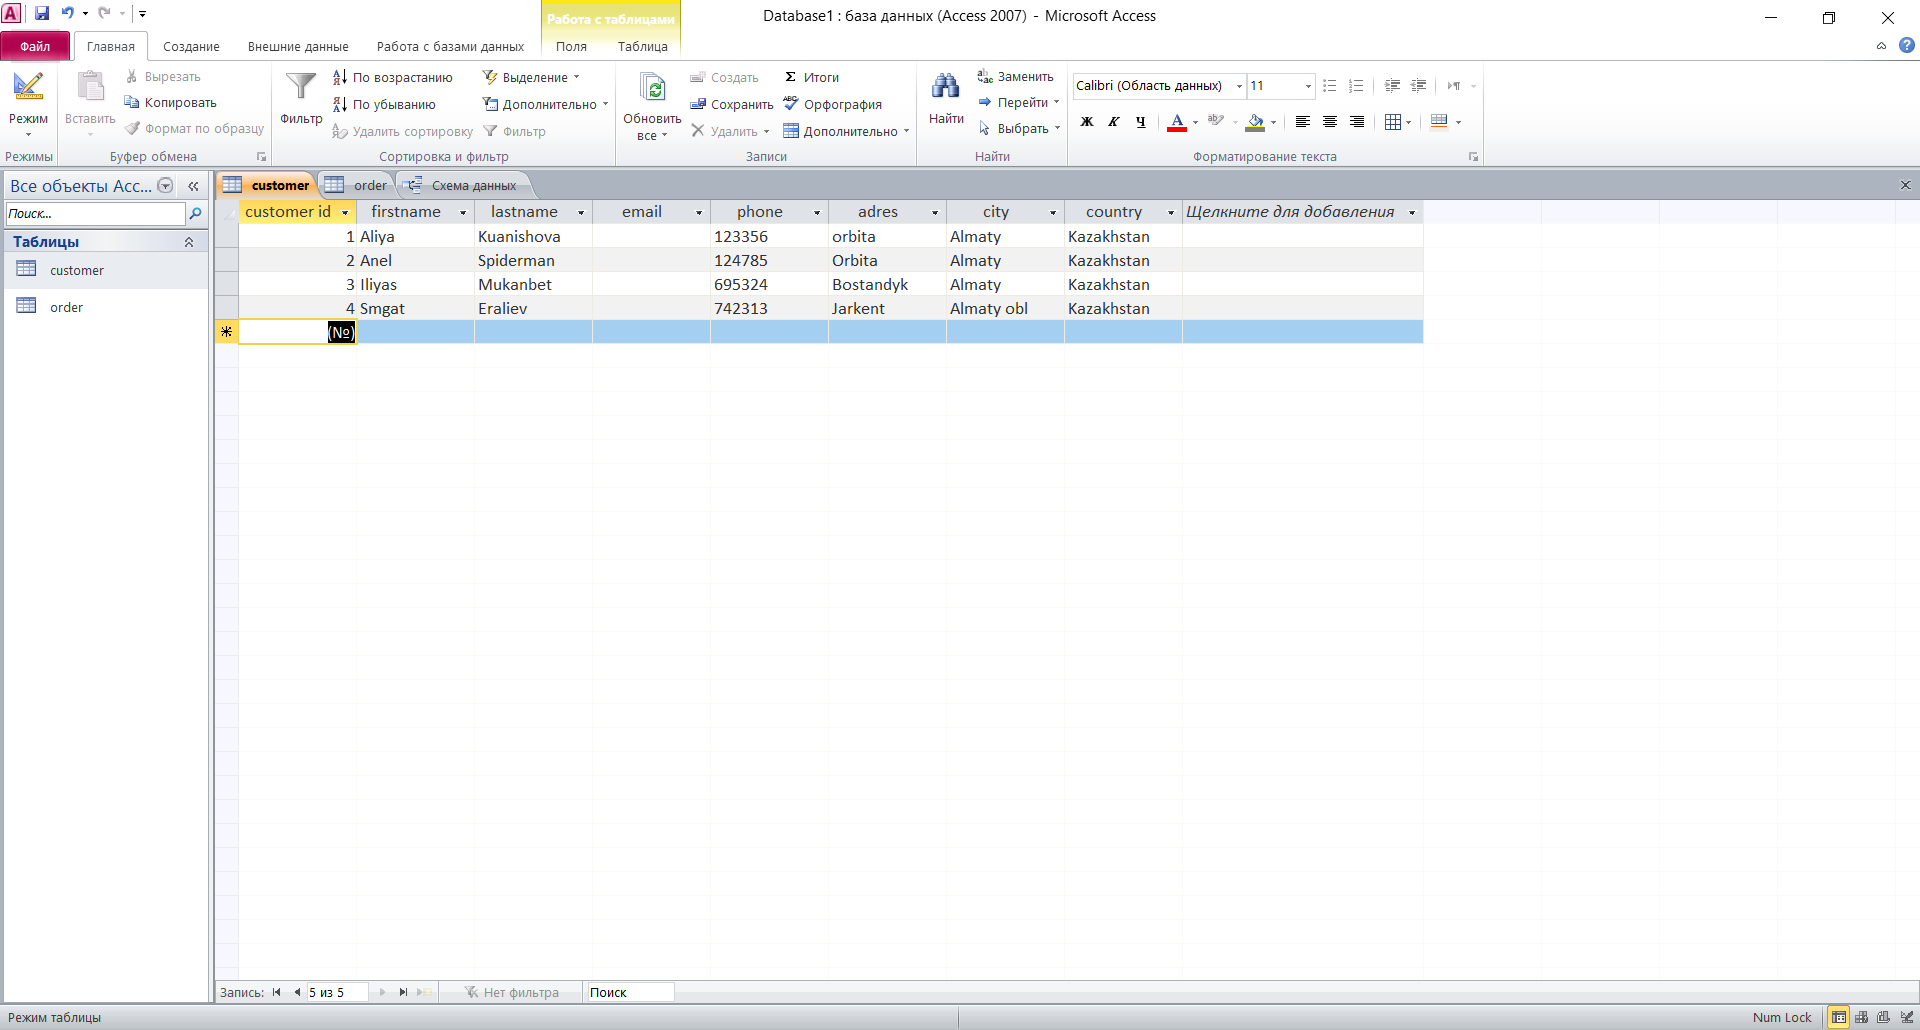 Работа с таблицами
Database1 : база данных (Access 2007) - Microsoft Access
Файл Главная Создание Внешние данные Работа с базами данных Поля Таблица
Режим
Режимы
Вставить
Вырезать
Копировать
Формат по образцу
Буфер обмена
Фильтр
По возрастанию
По убыванию
Удалить сортировку
Выделение
Дополнительно
Фильтр
Сортировка и фильтр
Обновить
все
Создать
Сохранить
Удалить
Итоги
Орфография
Дополнительно
Записи
Найти
Заменить
Перейти
Выбрать
Найти
Calibri (Область данных) 11
Ж К Ч
Форматирование текста
Все объекты Acc...
Поиск...
Таблицы
customer
order
customer order Схема данных
customer id firstname lastname email phone adres city country Щелкните для добавления
1 Aliya Kuanishova 123356 orbita Almaty Kazakhstan
2 Anel Spiderman 124785 Orbita Almaty Kazakhstan
3 Iliyas Mukanbet 695324 Bostandyk Almaty Kazakhstan
4 Smgat Eraliev 742313 Jarkent Almaty obl Kazakhstan
(№)
Запись: 5 из 5 Нет фильтра Поиск
Режим таблицы Num Lock